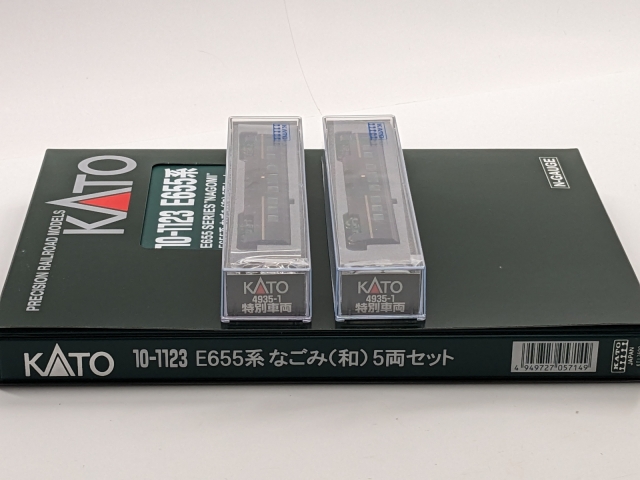 PRECISION RAILROAD MODELS
KATO
10-1123 E655系
E655 SERIES "NAGOMI"
N-GAUGE
KATO
4935-1
特別車両
KATO
4935-1
特別車両
KATO 10-1123 E655系 なごみ(和) 5両セット
4 949727 057149
KATO
JAPAN